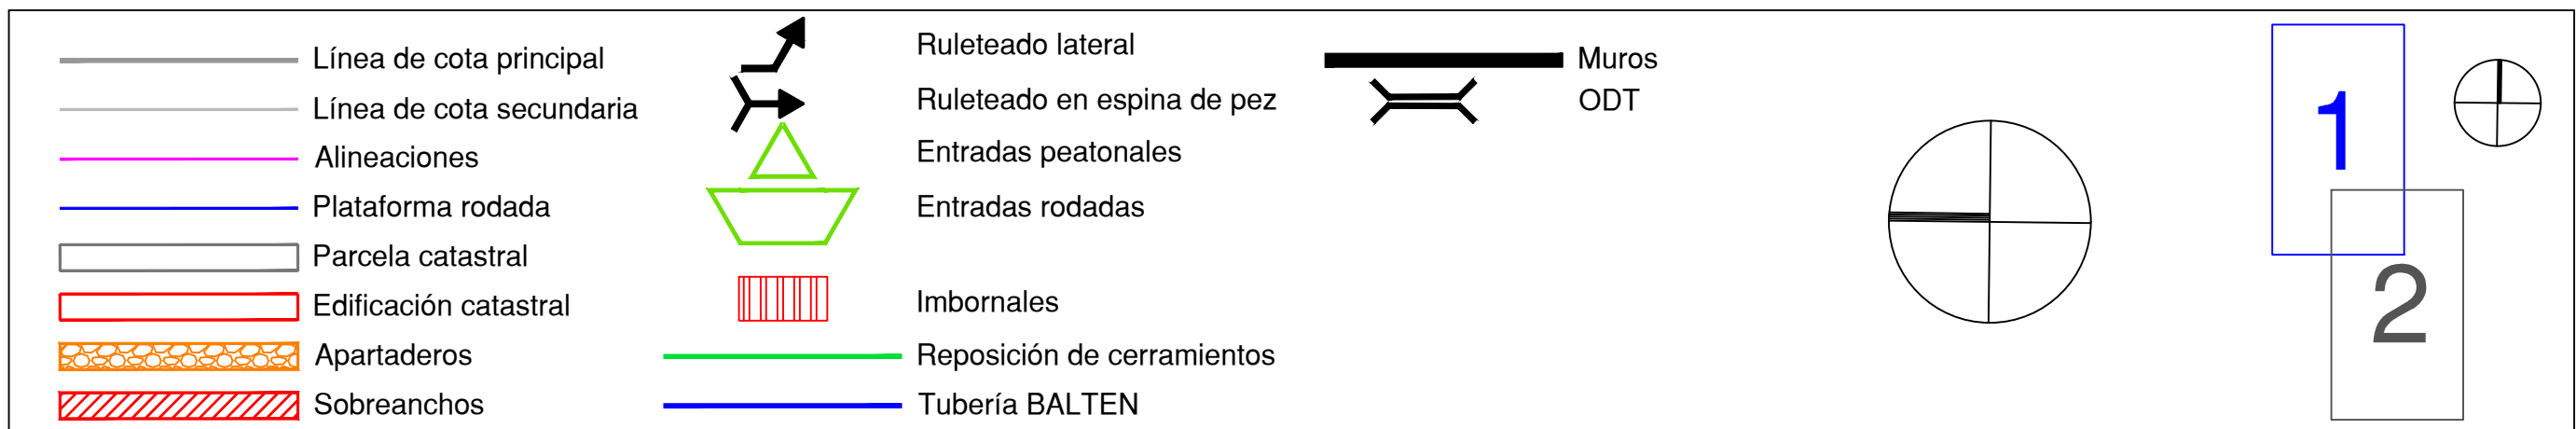 Línea de cota principal
Línea de cota secundaria
Alineaciones
Plataforma rodada
Parcela catastral
Edificación catastral
Apartaderos
Sobreanchos
Ruleteado lateral
Ruleteado en espina de pez
Entradas peatonales
Entradas rodadas
Imbornales
Reposición de cerramientos
Tubería BALTEN
Muros
ODT
1
2